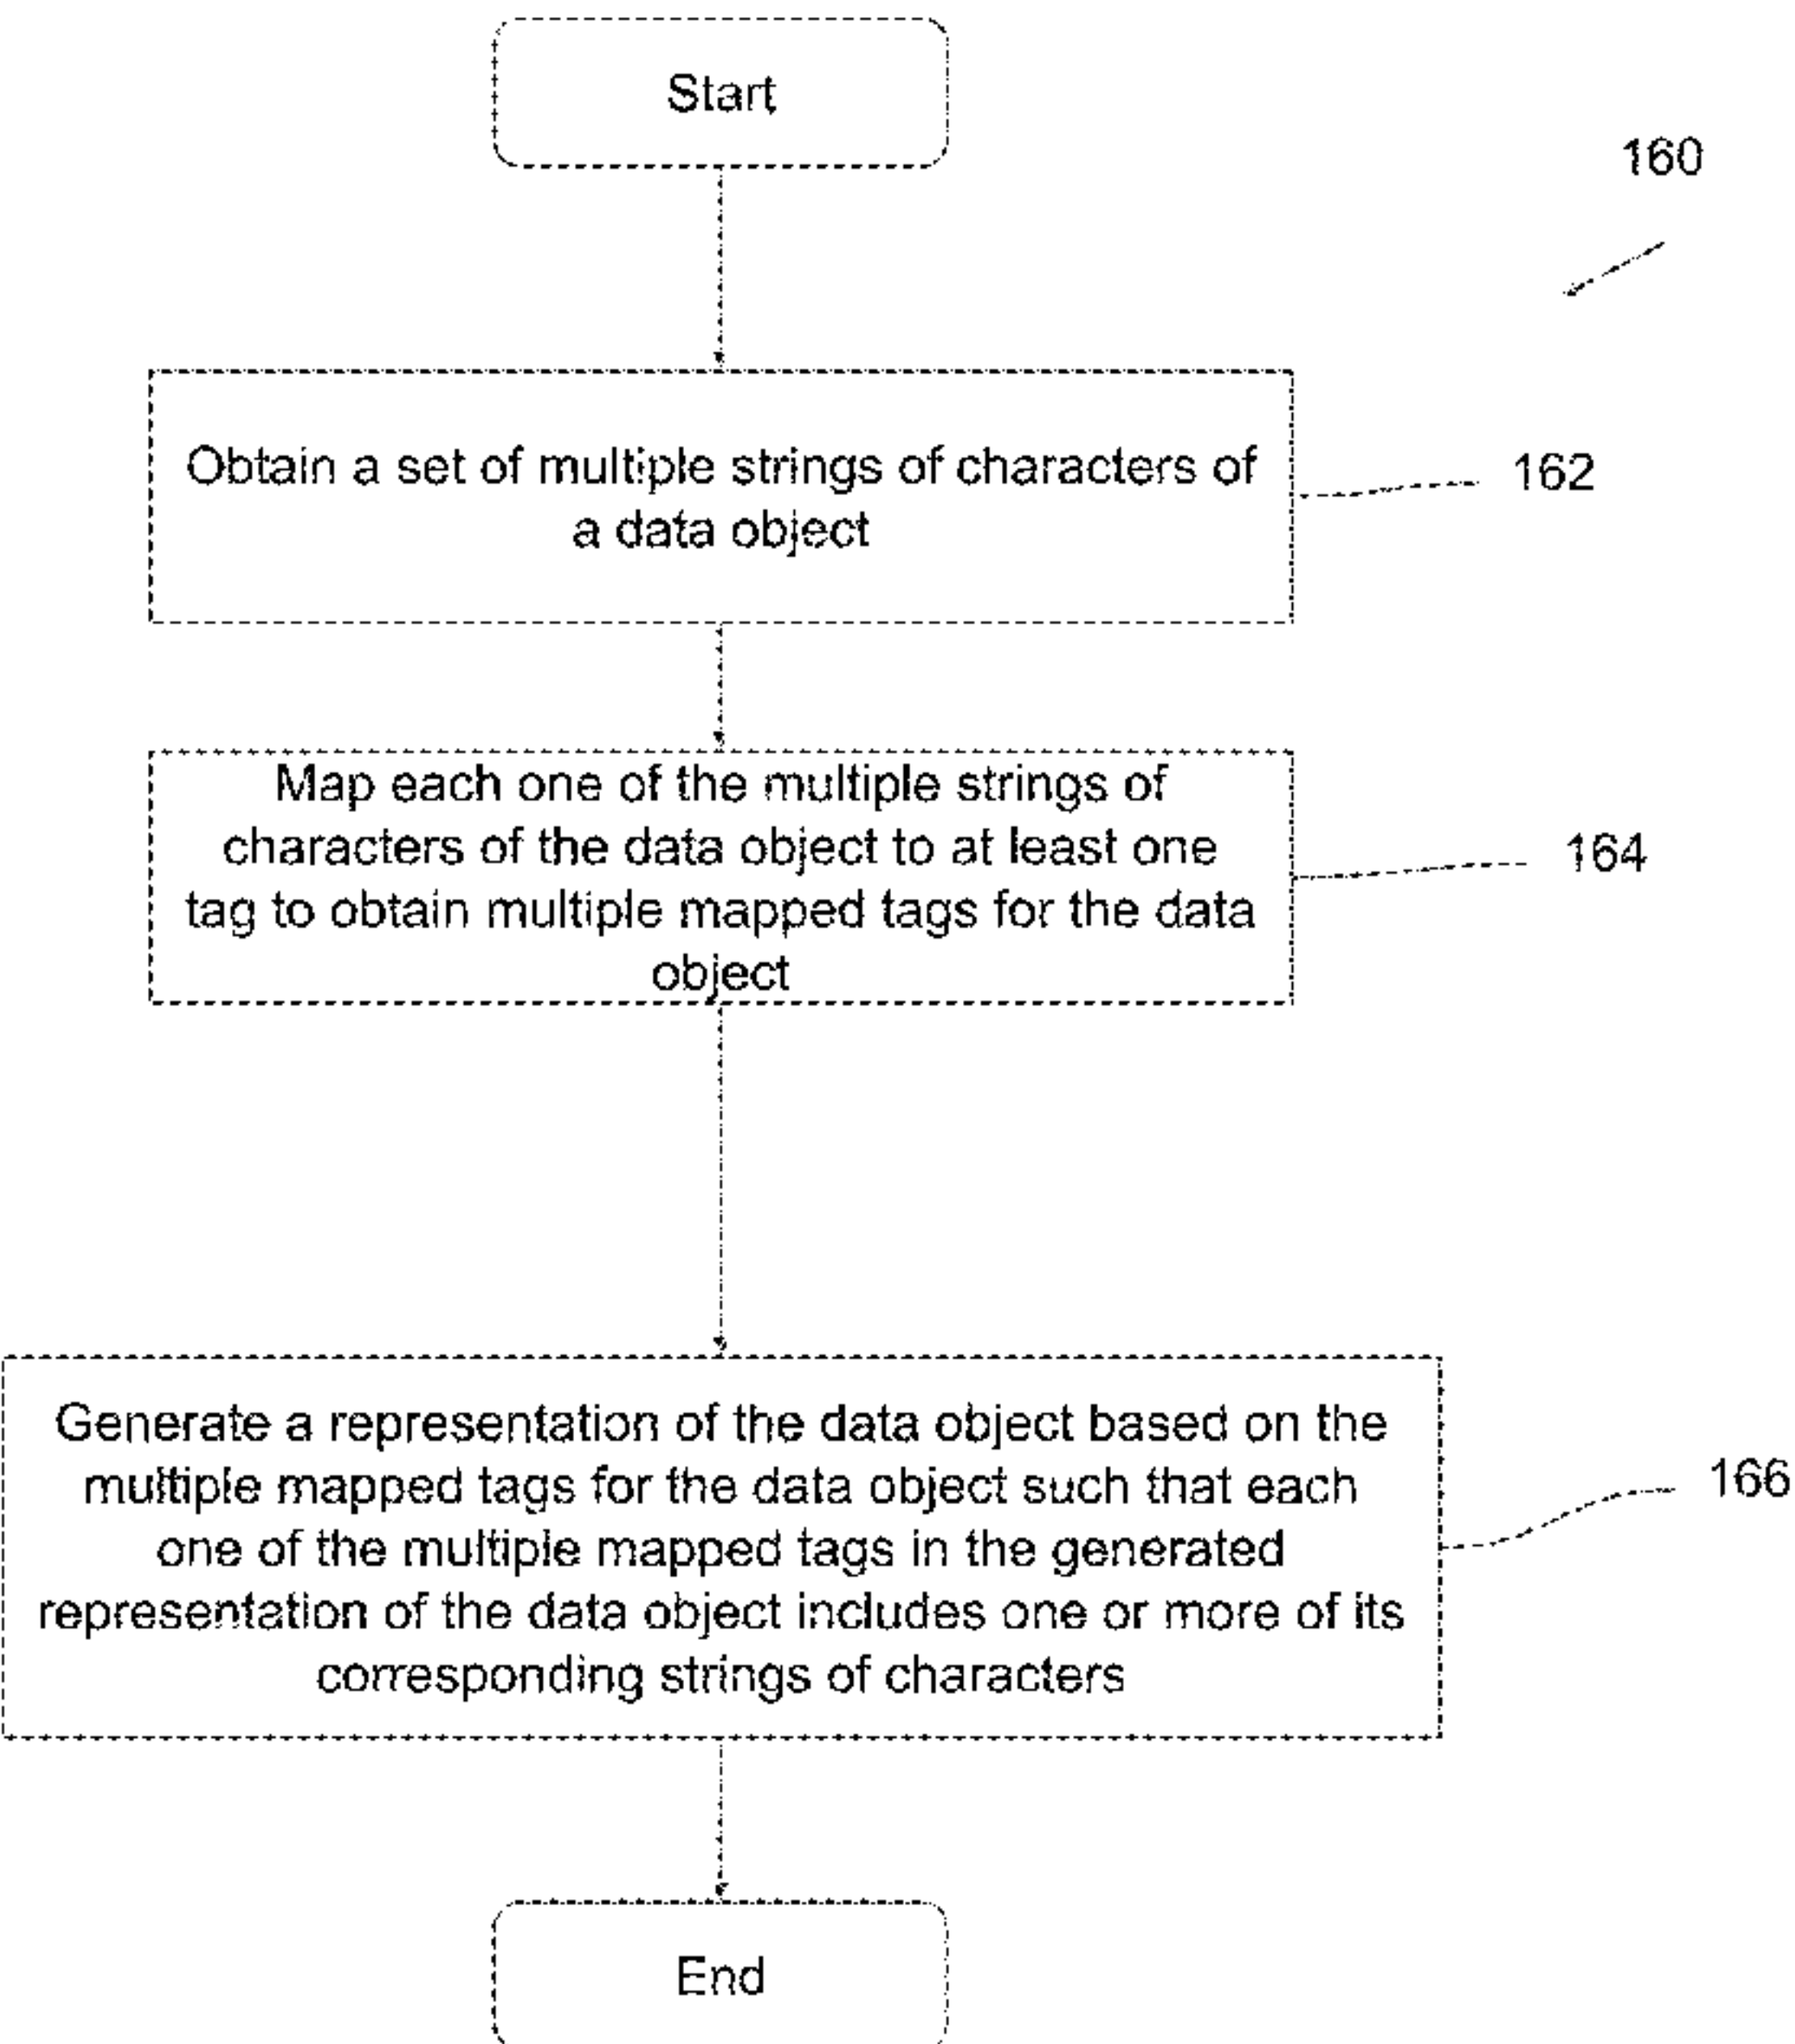 Start
160
Obtain a set of multiple strings of characters of
a data object
162
Map each one of the multiple strings of
characters of the data object to at least one
tag to obtain multiple mapped tags for the data
object
164
Generate a representation of the data object based on the
multiple mapped tags for the data object such that each
one of the multiple mapped tags in the generated
representation of the data object includes one or more of its
corresponding strings of characters
166
End